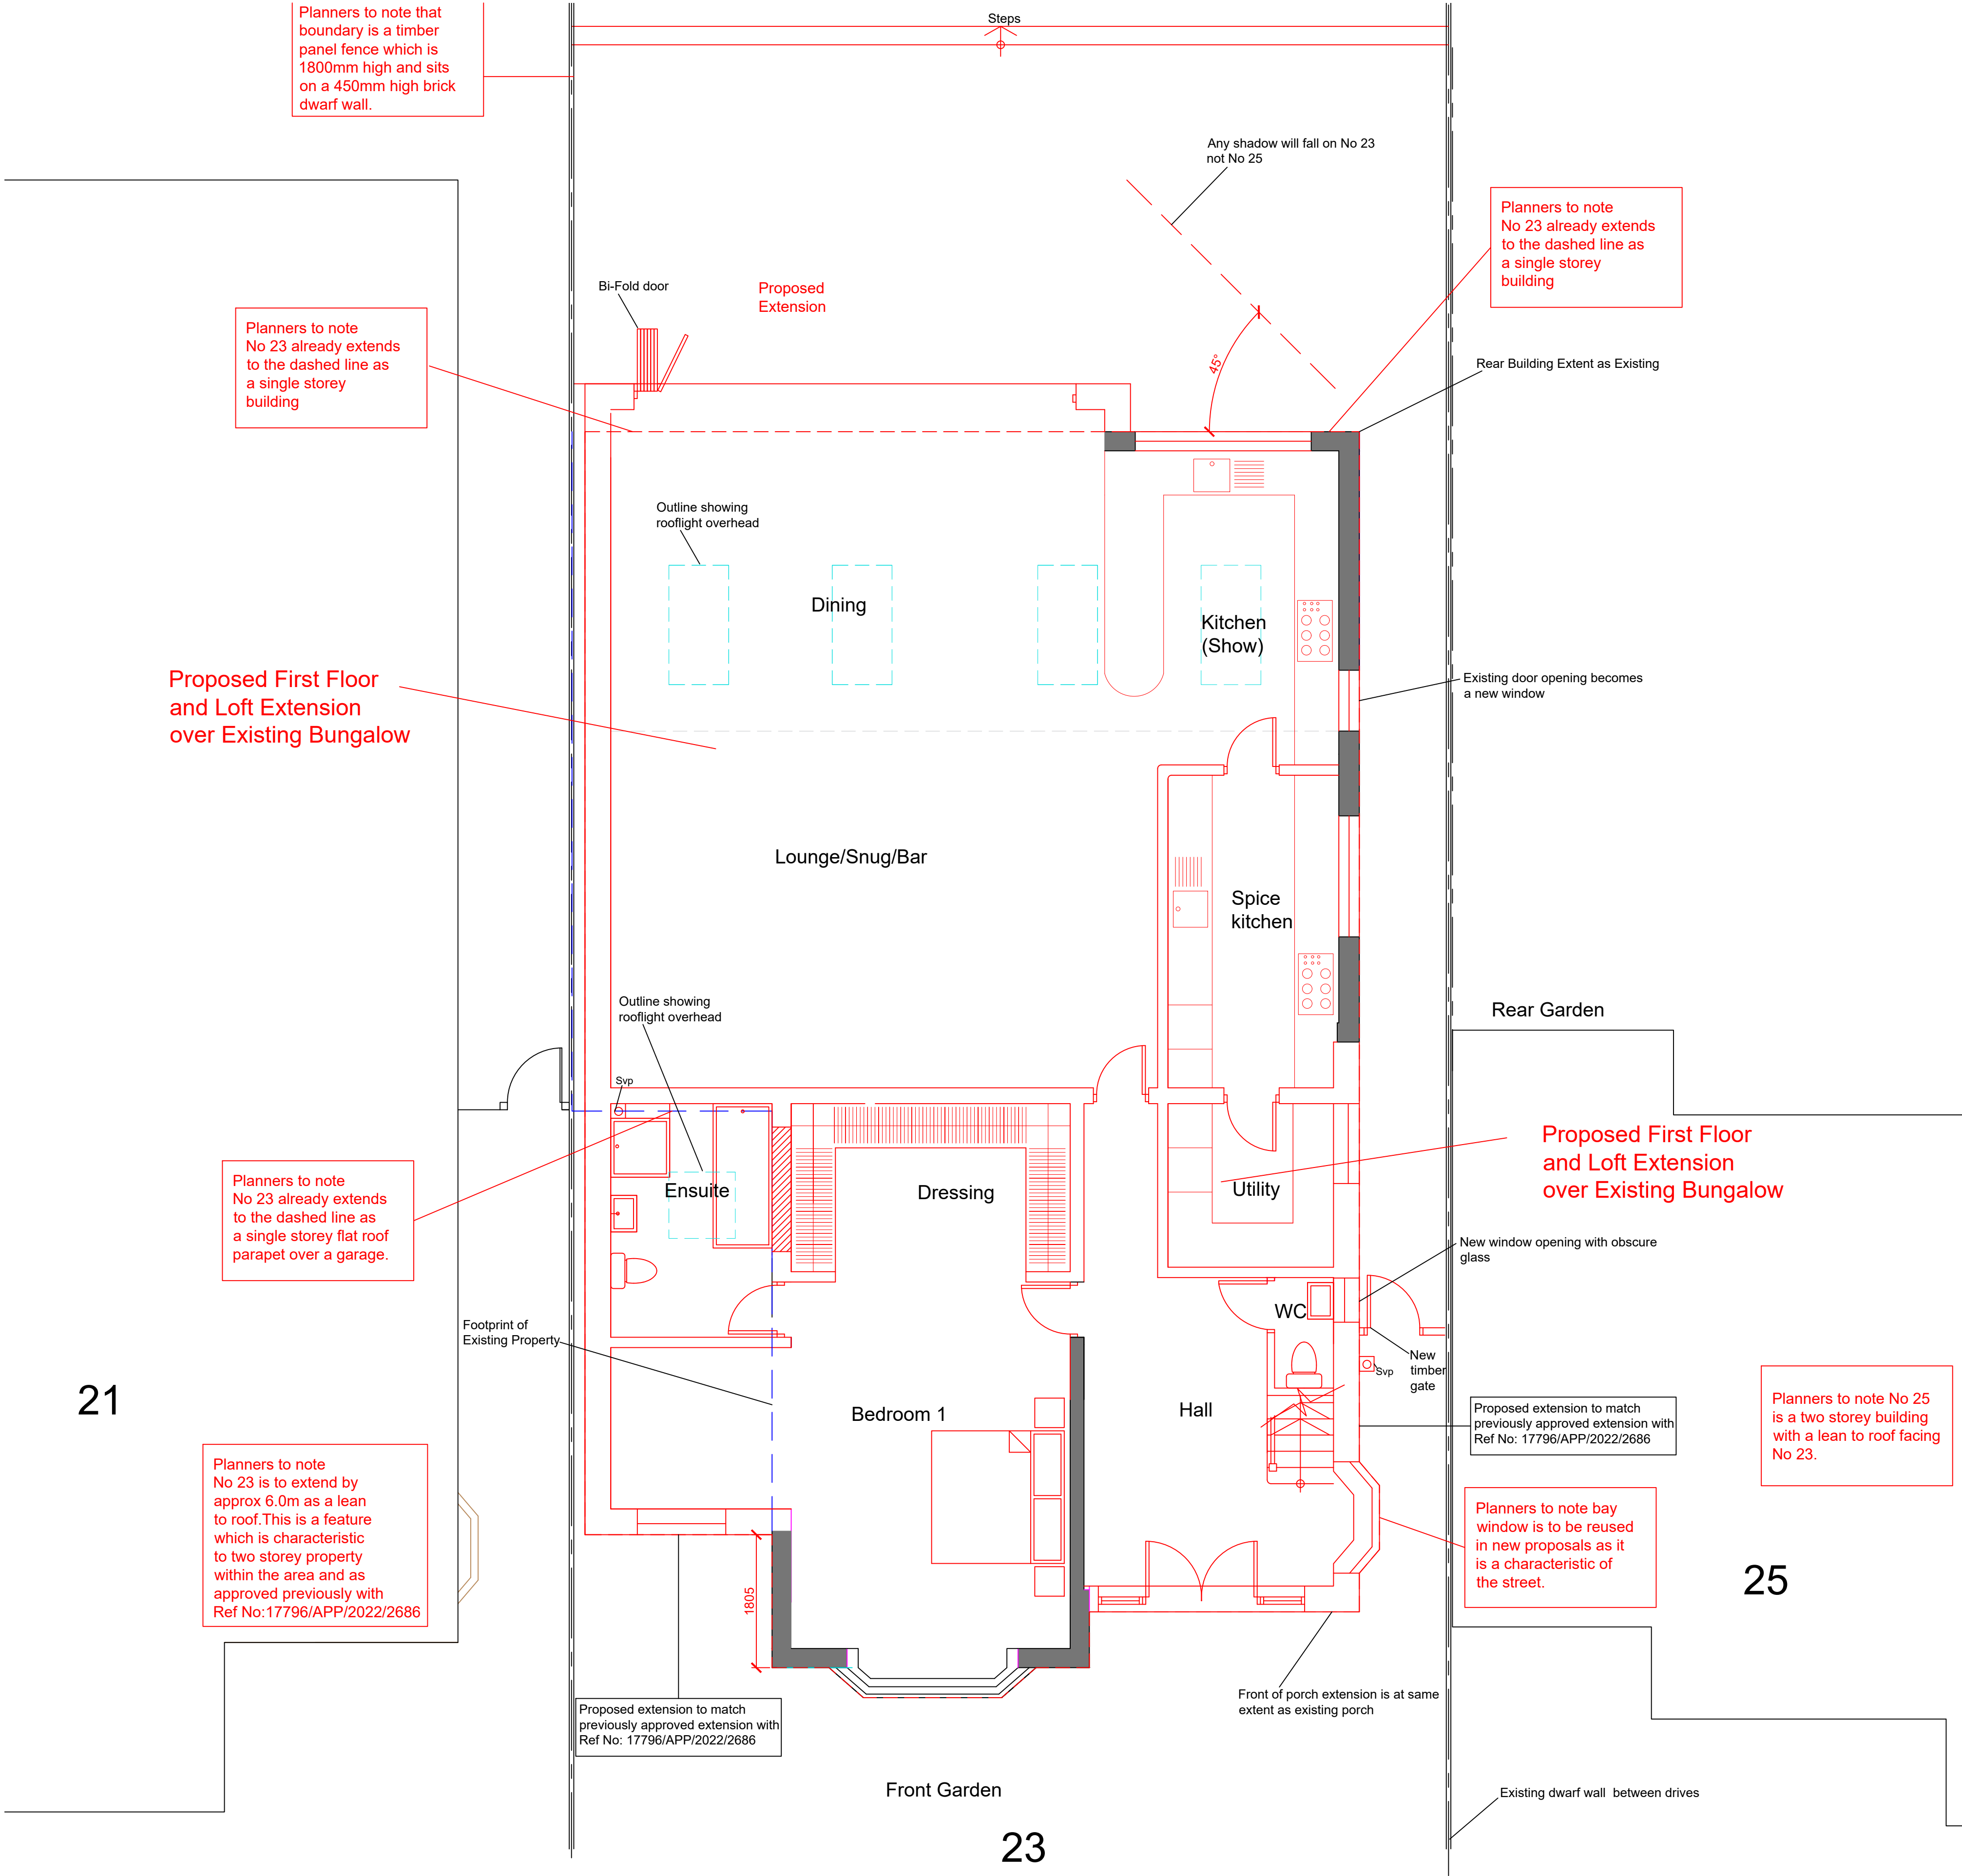 Planners to note that
boundary is a timber
panel fence which is
1800mm high and sits
on a 450mm high brick
dwarf wall.
Steps
Any shadow will fall on No 23
not No 25
Planners to note
No 23 already extends
to the dashed line as
a single storey
building
Bi-Fold door
Proposed
Extension
Planners to note
No 23 already extends
to the dashed line as
a single storey
building
45°
Rear Building Extent as Existing
Outline showing
rooflight overhead
Dining
Kitchen
(Show)
Proposed First Floor
and Loft Extension
over Existing Bungalow
Existing door opening becomes
a new window
Lounge/Snug/Bar
Spice
kitchen
Outline showing
rooflight overhead
Rear Garden
Svp
Proposed First Floor
and Loft Extension
over Existing Bungalow
Planners to note
No 23 already extends
to the dashed line as
a single storey flat roof
parapet over a garage.
Ensuite
Dressing
Utility
New window opening with obscure
glass
WC
Footprint of
Existing Property
New
timber
gate
Svp
21
Bedroom 1
Hall
Proposed extension to match
previously approved extension with
Ref No: 17796/APP/2022/2686
Planners to note No 25
is a two storey building
with a lean to roof facing
No 23.
Planners to note
No 23 is to extend by
approx 6.0m as a lean
to roof.This is a feature
which is characteristic
to two storey property
within the area and as
approved previously with
Ref No:17796/APP/2022/2686
Planners to note bay
window is to be reused
in new proposals as it
is a characteristic of
the street.
25
1805
Proposed extension to match
previously approved extension with
Ref No: 17796/APP/2022/2686
Front of porch extension is at same
extent as existing porch
Front Garden
Existing dwarf wall between drives
23